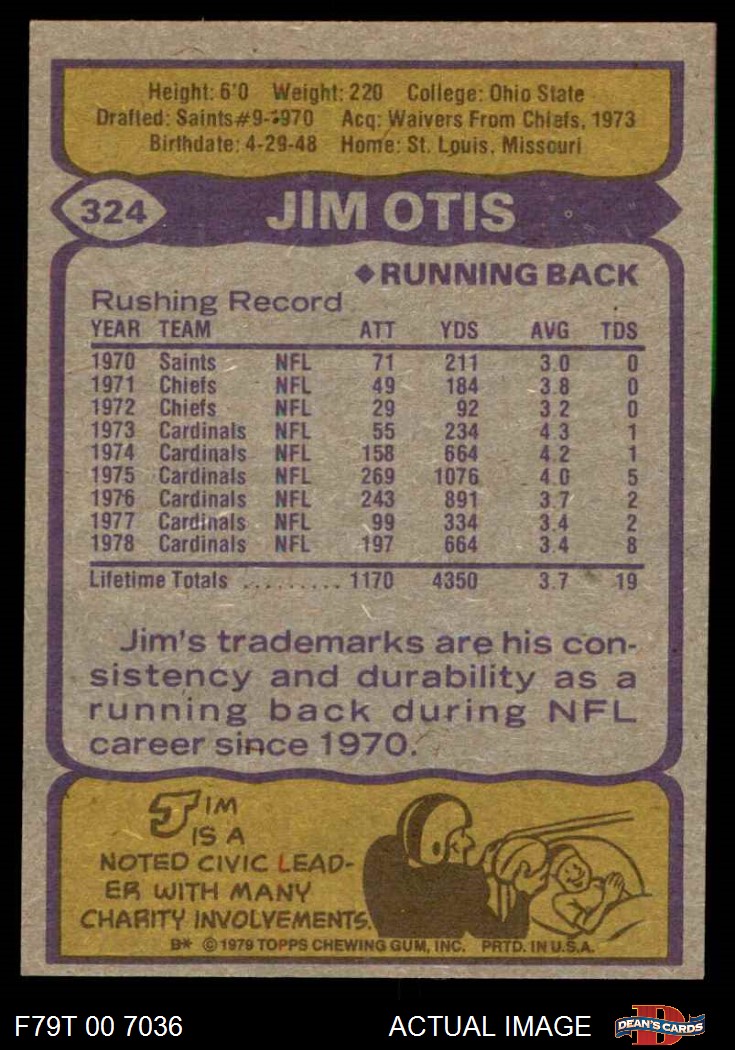 Height: 6'0 Weight: 220 College: Ohio State
Drafted: Saints #9-1970 Acq: Waivers From Chiefs, 1973
Birthdate: 4-29-48 Home: St. Louis, Missouri
324 JIM OTIS
◆RUNNING BACK
Rushing Record
YEAR TEAM ATT YDS AVG TDS
1970 Saints NFL 71 211 3.0 0
1971 Chiefs NFL 49 184 3.8 0
1972 Chiefs NFL 29 92 3.2 0
1973 Cardinals NFL 55 234 4.3 1
1974 Cardinals NFL 158 664 4.2 1
1975 Cardinals NFL 269 1076 4.0 5
1976 Cardinals NFL 243 891 3.7 2
1977 Cardinals NFL 99 334 3.4 2
1978 Cardinals NFL 197 664 3.4 8
Lifetime Totals ......... 1170 4350 3.7 19
Jim's trademarks are his con-
sistency and durability as a
running back during NFL
career since 1970.
JIM
IS A
NOTED CIVIC LEAD-
ER WITH MANY
CHARITY INVOLVEMENTS.
B* © 1979 TOPPS CHEWING GUM, INC. PRTD. IN U.S.A.
F79T 00 7036 ACTUAL IMAGE D DEAN'S CARDS